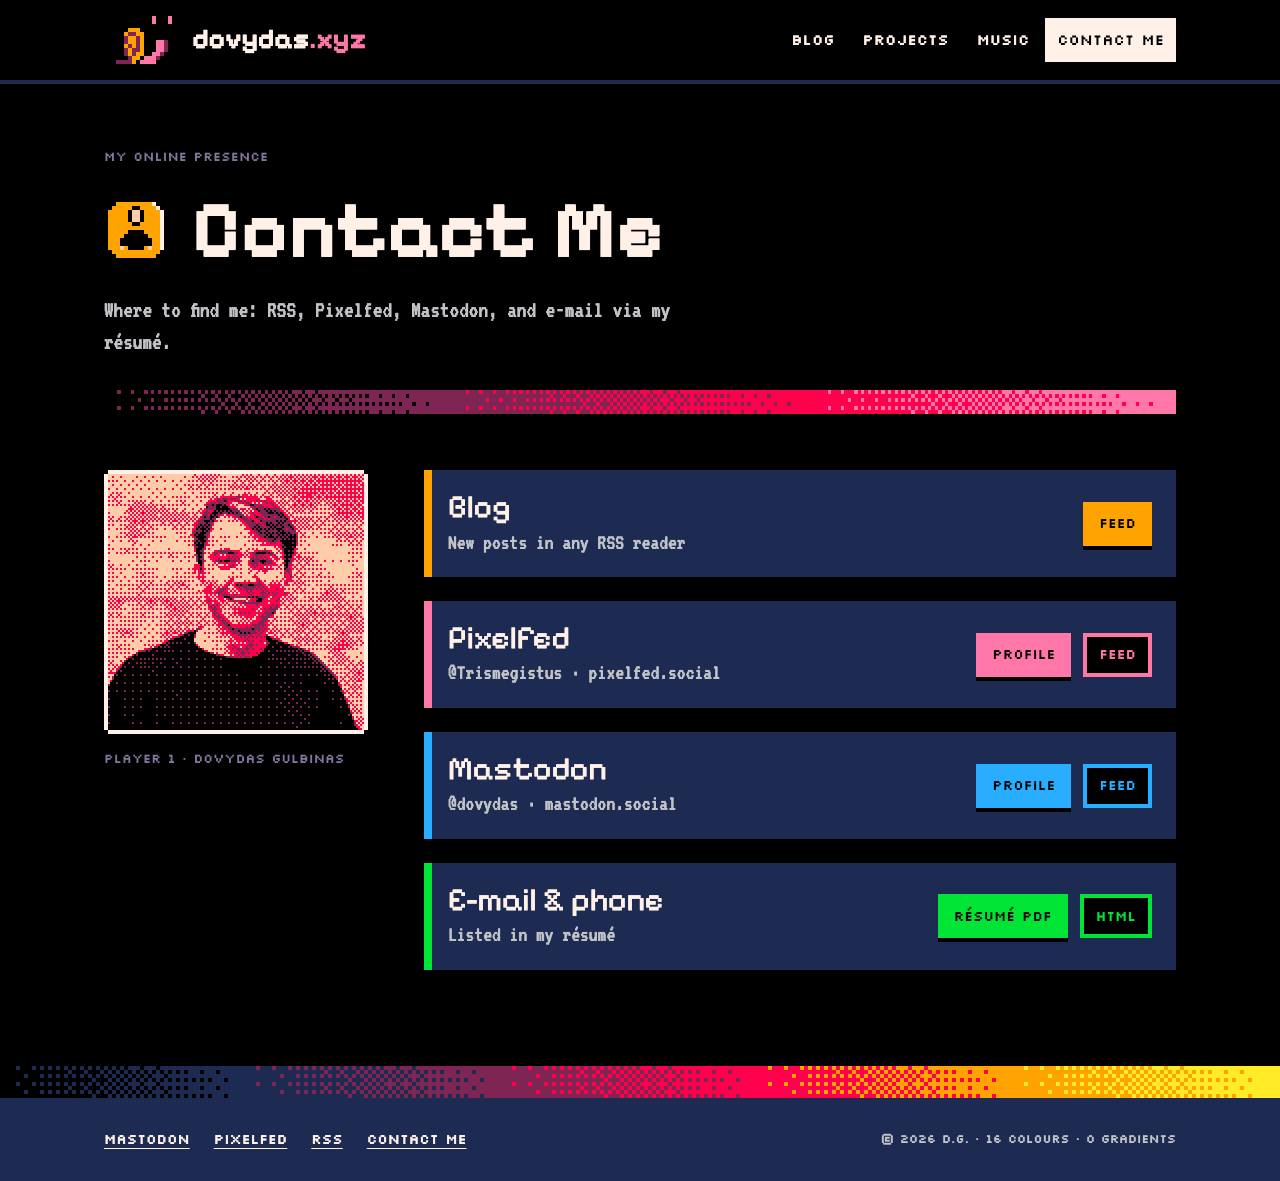 dovydas.xyz
BLOG PROJECTS MUSIC CONTACT ME
MY ONLINE PRESENCE
Contact Me
Where to find me: RSS, Pixelfed, Mastodon, and e-mail via my
résumé.
PLAYER 1 · DOVYDAS GULBINAS
Blog
New posts in any RSS reader
FEED
Pixelfed
@Trismegistus · pixelfed.social
PROFILE FEED
Mastodon
@dovydas · mastodon.social
PROFILE FEED
E-mail & phone
Listed in my résumé
RÉSUMÉ PDF HTML
MASTODON PIXELFED RSS CONTACT ME
© 2026 D.G. · 16 COLOURS · 0 GRADIENTS